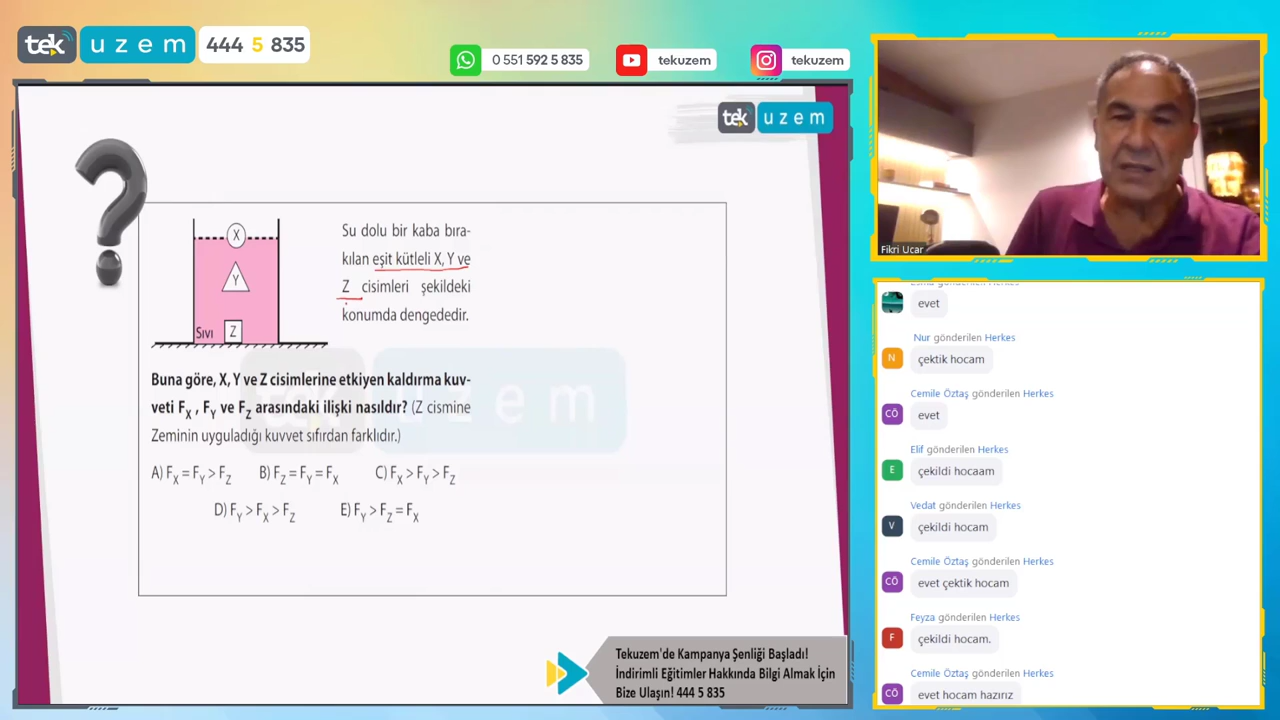 tek uzem 444 5 835
0 551 592 5 835
tekuzem
tekuzem
tek uzem
X
Y
Z
Sıvı
Su dolu bir kaba bıra-
kılan eşit kütleli X, Y ve
Z cisimleri şekildeki
konumda dengededir.
Buna göre, X, Y ve Z cisimlerine etkiyen kaldırma kuv-
veti FX , FY ve FZ arasındaki ilişki nasıldır? (Z cismine
Zeminin uyguladığı kuvvet sıfırdan farklıdır.)
A) FX = FY > FZ B) FZ = FY = FX C) FX > FY > FZ
D) FY > FX > FZ E) FY > FZ = FX
tek uzem
Tekuzem'de Kampanya Şenliği Başladı!
İndirimli Eğitimler Hakkında Bilgi Almak İçin
Bize Ulaşın! 444 5 835
Fikri Ucar
evet
Nur gönderilen Herkes
N
çektik hocam
Cemile Öztaş gönderilen Herkes
CÖ
evet
Elif gönderilen Herkes
E
çekildi hocaam
Vedat gönderilen Herkes
V
çekildi hocam
Cemile Öztaş gönderilen Herkes
CÖ
evet çektik hocam
Feyza gönderilen Herkes
F
çekildi hocam.
Cemile Öztaş gönderilen Herkes
CÖ
evet hocam hazırız